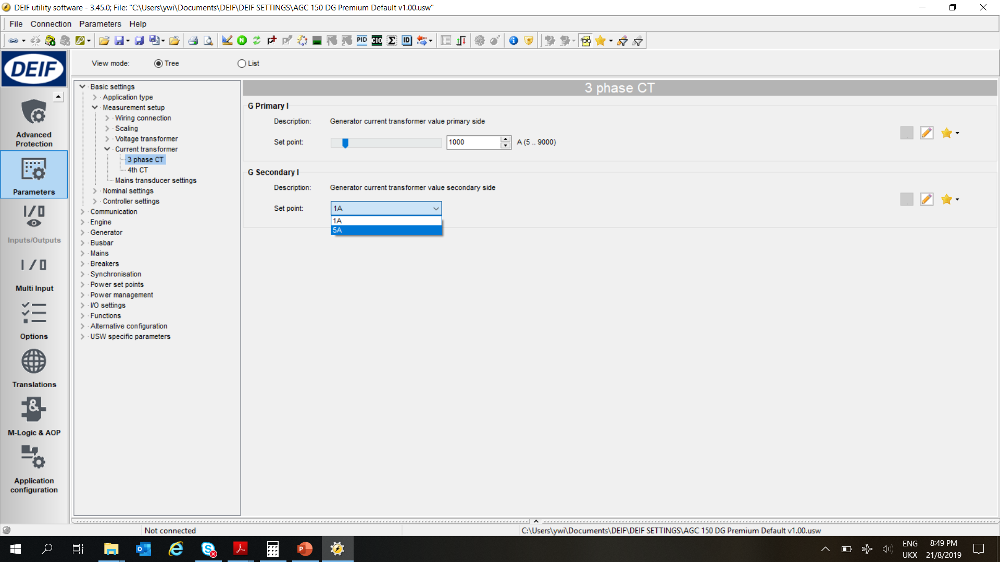 DEIF utility software - 3.45.0; File: "C:\Users\ywi\Documents\DEIF\DEIF SETTINGS\AGC 150 DG Premium Default v1.00.usw"
File Connection Parameters Help
N PID CIO Σ ID
DEIF
View mode: Tree List
Advanced
Protection
Parameters
Inputs/Outputs
Multi Input
Options
Translations
&
M-Logic & AOP
Application
configuration
Basic settings
Application type
Measurement setup
Wiring connection
Scaling
Voltage transformer
Current transformer
3 phase CT
4th CT
Mains transducer settings
Nominal settings
Controller settings
Communication
Engine
Generator
Busbar
Mains
Breakers
Synchronisation
Power set points
Power management
I/O settings
Functions
Alternative configuration
USW specific parameters
3 phase CT
G Primary I
Description: Generator current transformer value primary side
Set point: 1000 A (5 .. 9000)
G Secondary I
Description: Generator current transformer value secondary side
Set point: 1A
1A
5A
Not connected C:\Users\ywi\Documents\DEIF\DEIF SETTINGS\AGC 150 DG Premium Default v1.00.usw
ENG 8:49 PM
UKX 21/8/2019